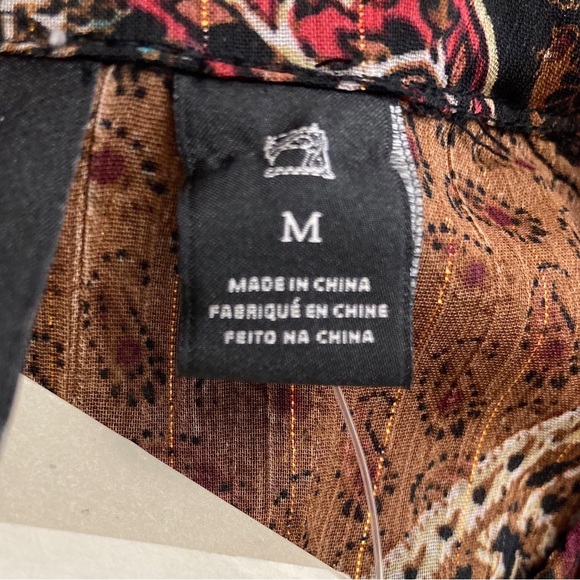 M
MADE IN CHINA
FABRIQUÉ EN CHINE
FEITO NA CHINA